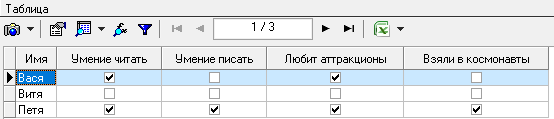 Таблица
1 / 3
Имя Умение читать Умение писать Любит аттракционы Взяли в космонавты
Вася
Витя
Петя